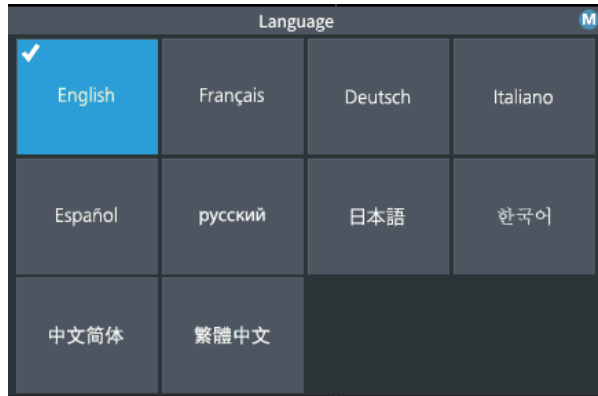 Language
M
English
Français
Deutsch
Italiano
Español
русский
日本語
한국어
中文简体
繁體中文